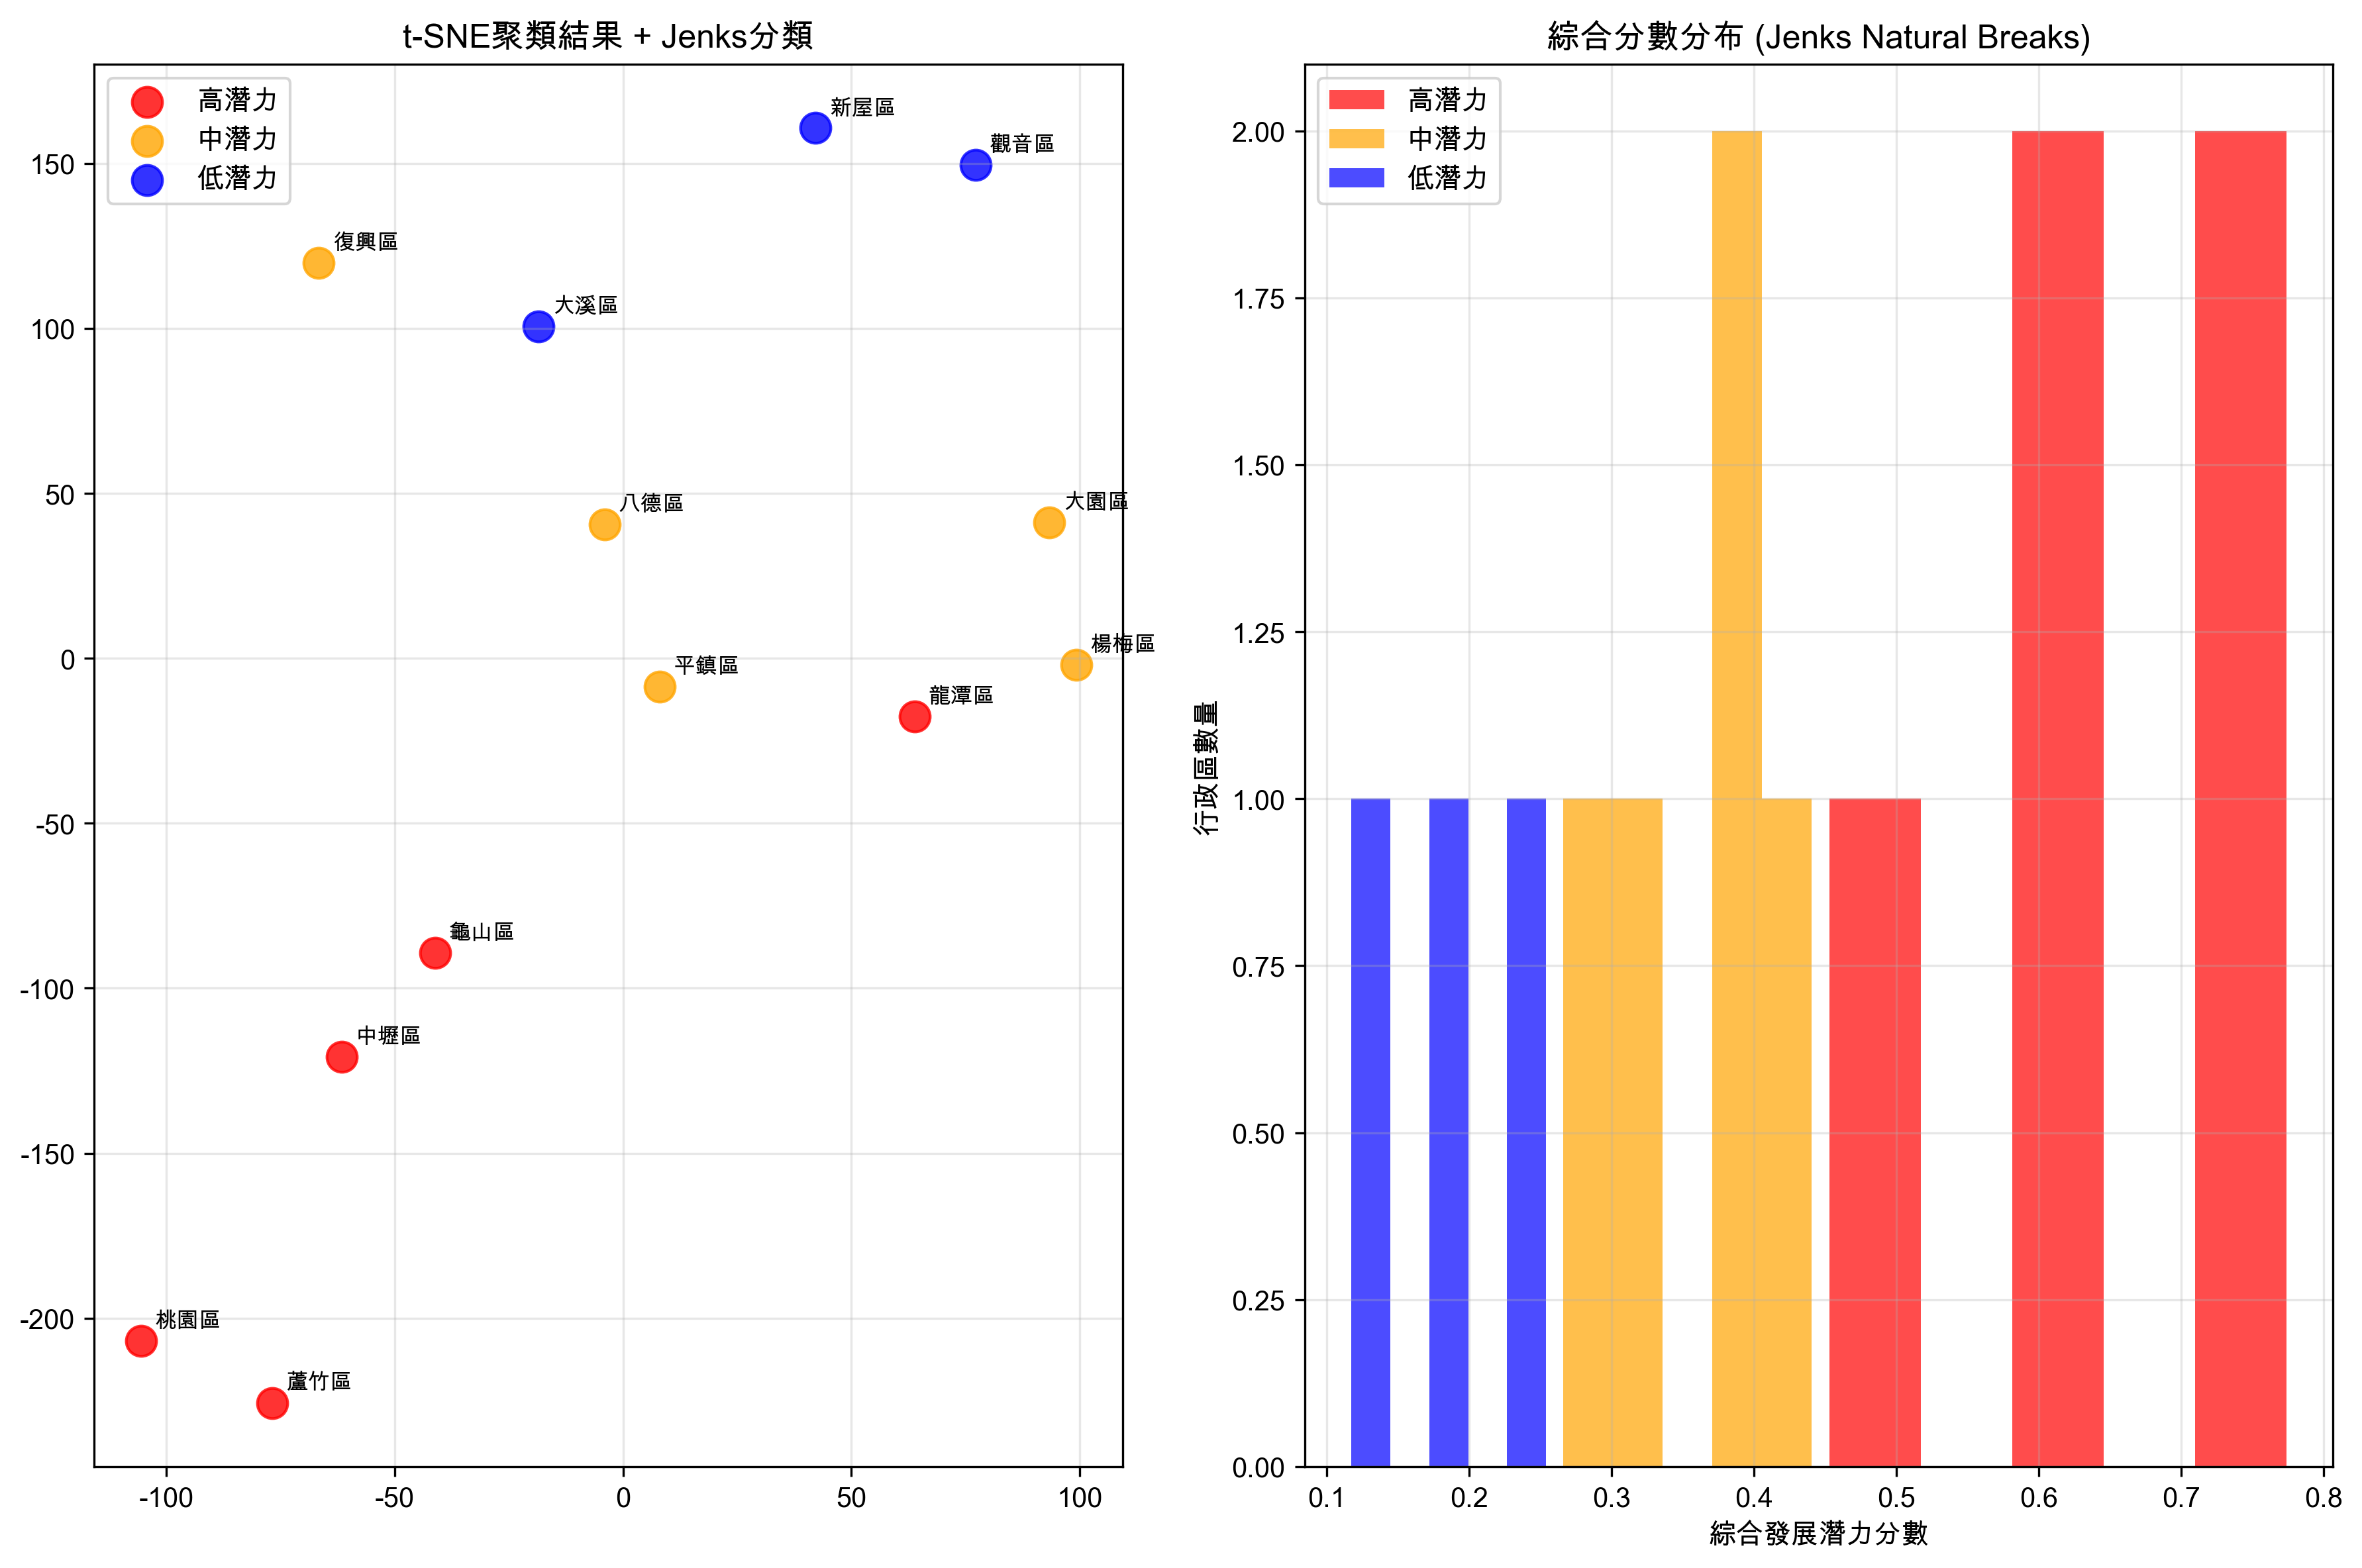 t-SNE聚類結果 + Jenks分類
高潛力
中潛力
低潛力
新屋區
觀音區
復興區
大溪區
八德區
大園區
楊梅區
平鎮區
龍潭區
龜山區
中壢區
桃園區
蘆竹區
150
100
50
0
-50
-100
-150
-200
-100
-50
0
50
100
綜合分數分布 (Jenks Natural Breaks)
高潛力
中潛力
低潛力
行政區數量
2.00
1.75
1.50
1.25
1.00
0.75
0.50
0.25
0.00
0.1
0.2
0.3
0.4
0.5
0.6
0.7
0.8
綜合發展潛力分數